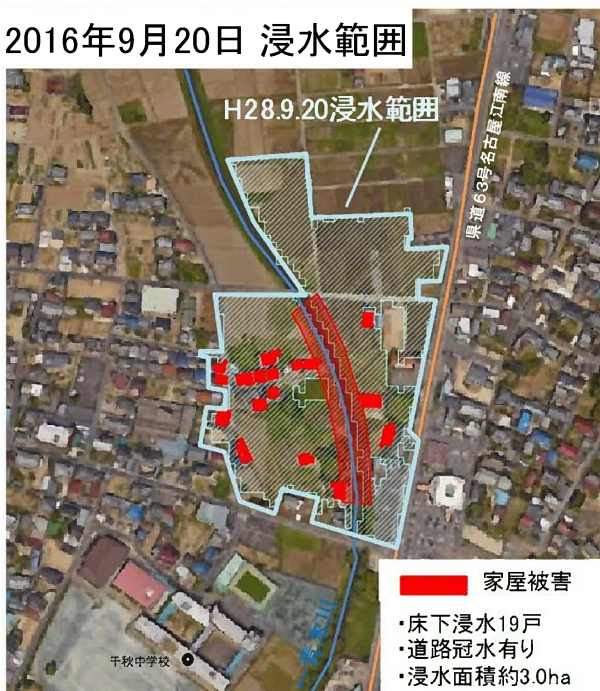 2016年9月20日 浸水範囲
H28.9.20浸水範囲
県道63号名古屋江南線
家屋被害
・床下浸水19戸
・道路冠水有り
・浸水面積約3.0ha
千秋中学校
青木川